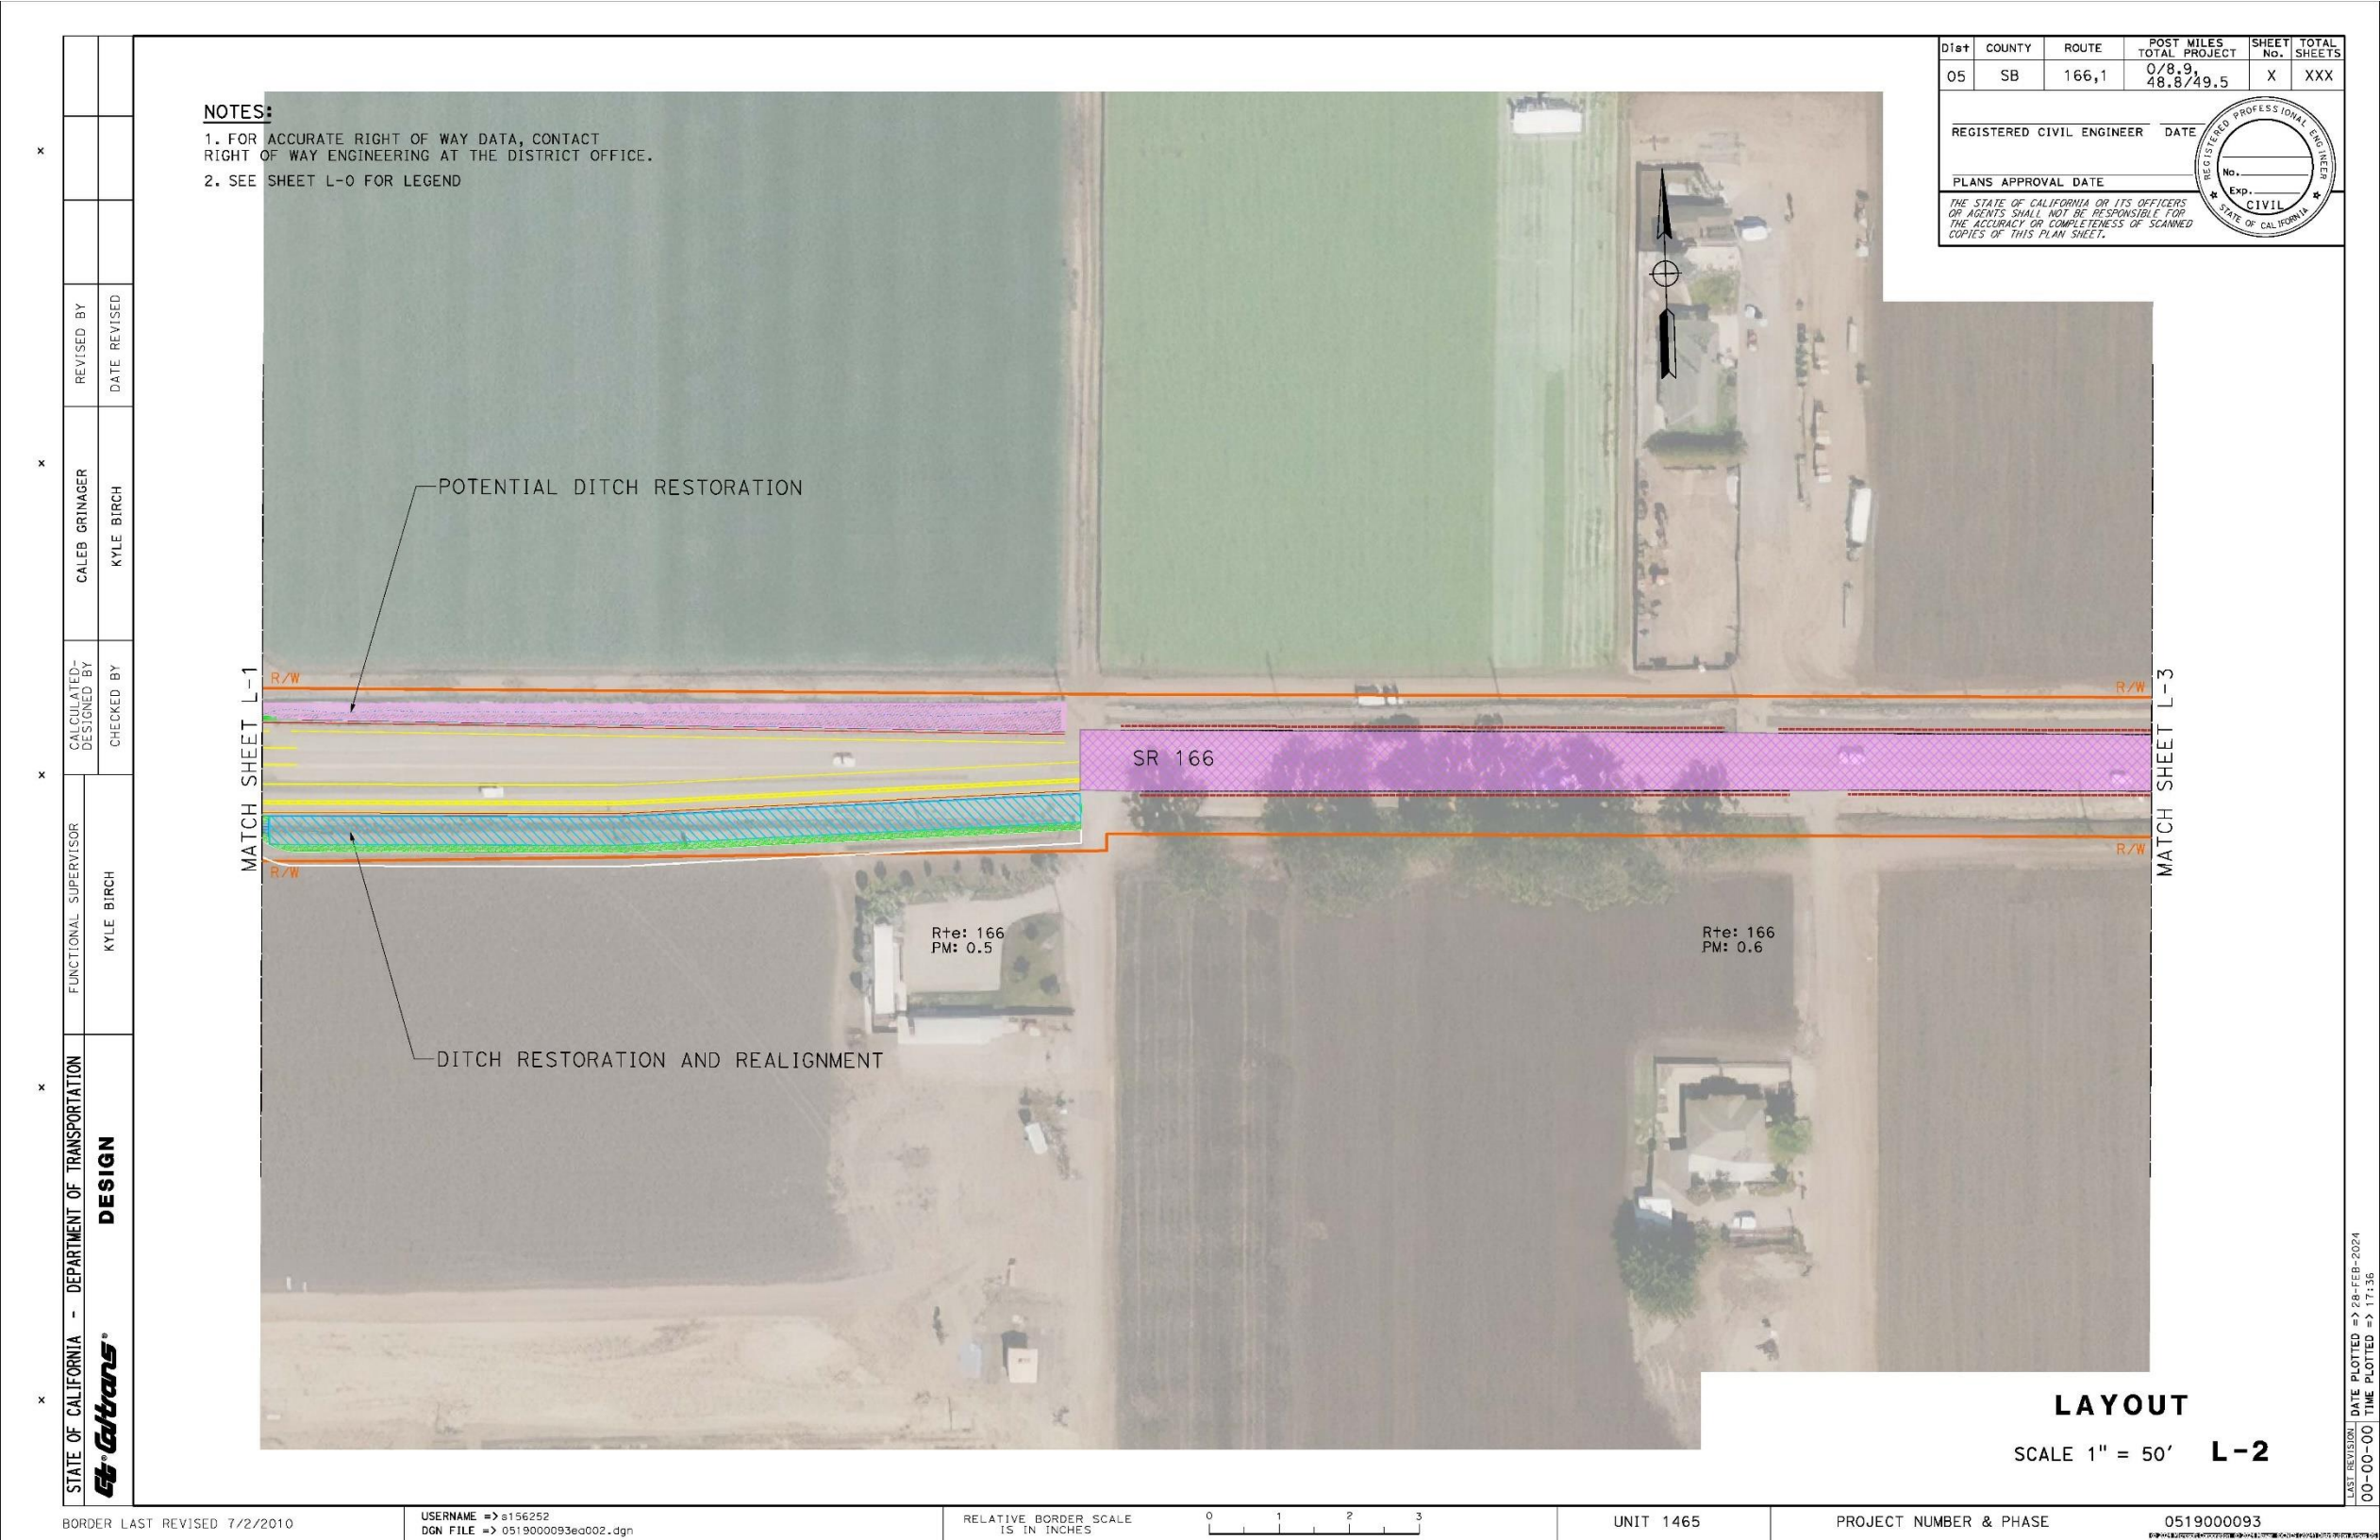 Dist COUNTY ROUTE POST MILES TOTAL PROJECT SHEET No. TOTAL SHEETS
05 SB 166,1 0/8.9, 48.8/49.5 X XXX
REGISTERED CIVIL ENGINEER DATE
PLANS APPROVAL DATE
THE STATE OF CALIFORNIA OR ITS OFFICERS
OR AGENTS SHALL NOT BE RESPONSIBLE FOR
THE ACCURACY OR COMPLETENESS OF SCANNED
COPIES OF THIS PLAN SHEET.
REGISTERED PROFESSIONAL ENGINEER
No.
Exp.
CIVIL
STATE OF CALIFORNIA
NOTES:
1. FOR ACCURATE RIGHT OF WAY DATA, CONTACT
RIGHT OF WAY ENGINEERING AT THE DISTRICT OFFICE.
2. SEE SHEET L-0 FOR LEGEND
x
x
x
x
x
REVISED BY
DATE REVISED
CALEB GRINAGER
KYLE BIRCH
CALCULATED-
DESIGNED BY
CHECKED BY
FUNCTIONAL SUPERVISOR
KYLE BIRCH
STATE OF CALIFORNIA - DEPARTMENT OF TRANSPORTATION
DESIGN
Caltrans
POTENTIAL DITCH RESTORATION
MATCH SHEET L-1
R/W
R/W
SR 166
R/W
R/W
MATCH SHEET L-3
Rte: 166
PM: 0.5
Rte: 166
PM: 0.6
DITCH RESTORATION AND REALIGNMENT
LAYOUT
SCALE 1" = 50' L-2
LAST REVISION
00-00-00
DATE PLOTTED => 28-FEB-2024
TIME PLOTTED => 17:36
BORDER LAST REVISED 7/2/2010
USERNAME => s156252
DGN FILE => 0519000093ea002.dgn
RELATIVE BORDER SCALE
IS IN INCHES
0 1 2 3
UNIT 1465
PROJECT NUMBER & PHASE
0519000093